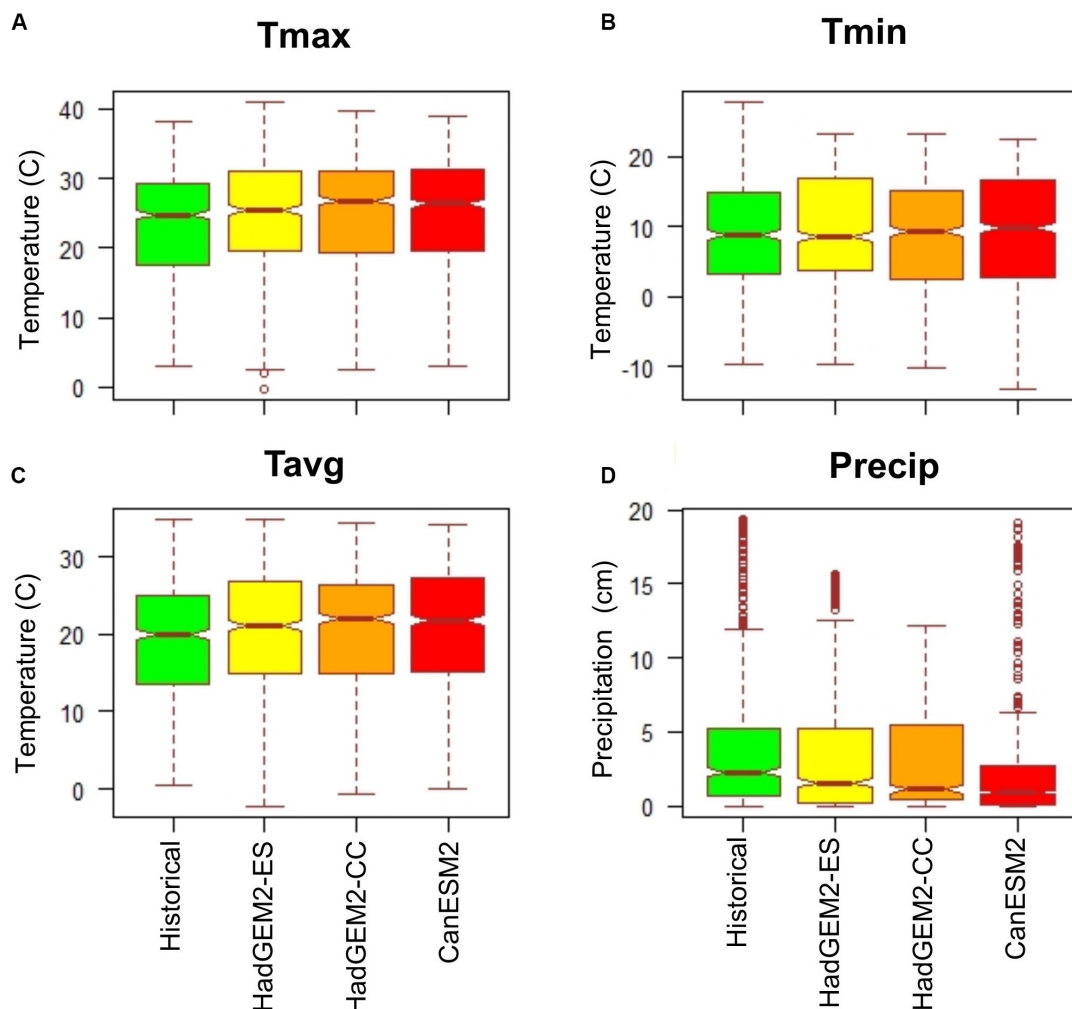 A
Tmax
Temperature (C)
40
30
20
10
0
B
Tmin
Temperature (C)
20
10
0
-10
C
Tavg
Temperature (C)
30
20
10
0
Historical
HadGEM2-ES
HadGEM2-CC
CanESM2
D
Precip
Precipitation (cm)
20
15
10
5
0
Historical
HadGEM2-ES
HadGEM2-CC
CanESM2